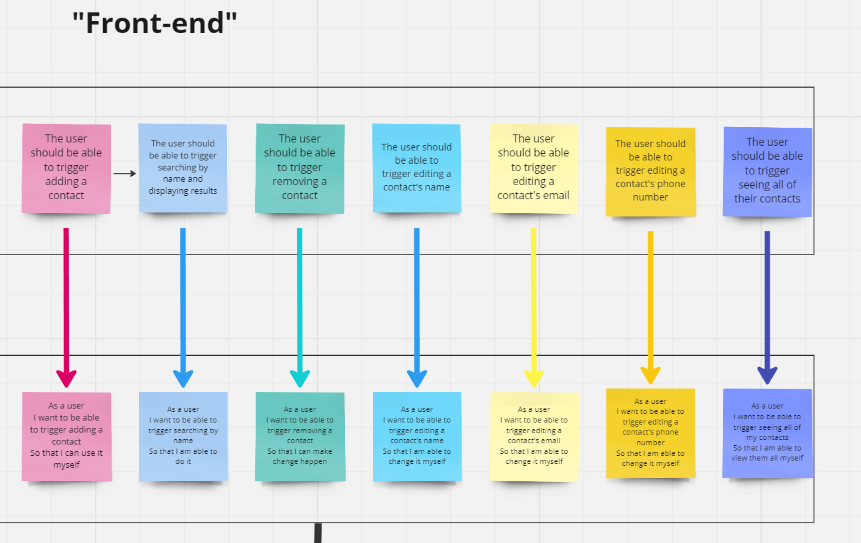 "Front-end"
The user
should be able
to trigger
adding a
contact
The user should
be able to trigger
searching by
name and
displaying results
The user
should be able
to trigger
removing a
contact
The user should
be able to
trigger editing a
contact's name
The user
should be able
to trigger
editing a
contact's email
The user should
be able to
trigger editing a
contact's phone
number
The user
should be able
to trigger
seeing all of
their contacts
As a user
I want to be able
to trigger adding a
contact
So that I can use it
myself
As a user
I want to be able to
trigger searching by
name
So that I am able to
do it
As a user
I want to be able to
trigger removing a
contact
So that I can make
change happen
As a user
I want to be able to
trigger editing a
contact's name
So that I am able to
change it myself
As a user
I want to be able to
trigger editing a
contact's email
So that I am able to
change it myself
As a user
I want to be able to
trigger editing a
contact's phone
number
So that I am able to
change it myself
As a user
I want to be able to
trigger seeing all of
my contacts
So that I am able to
view them all myself